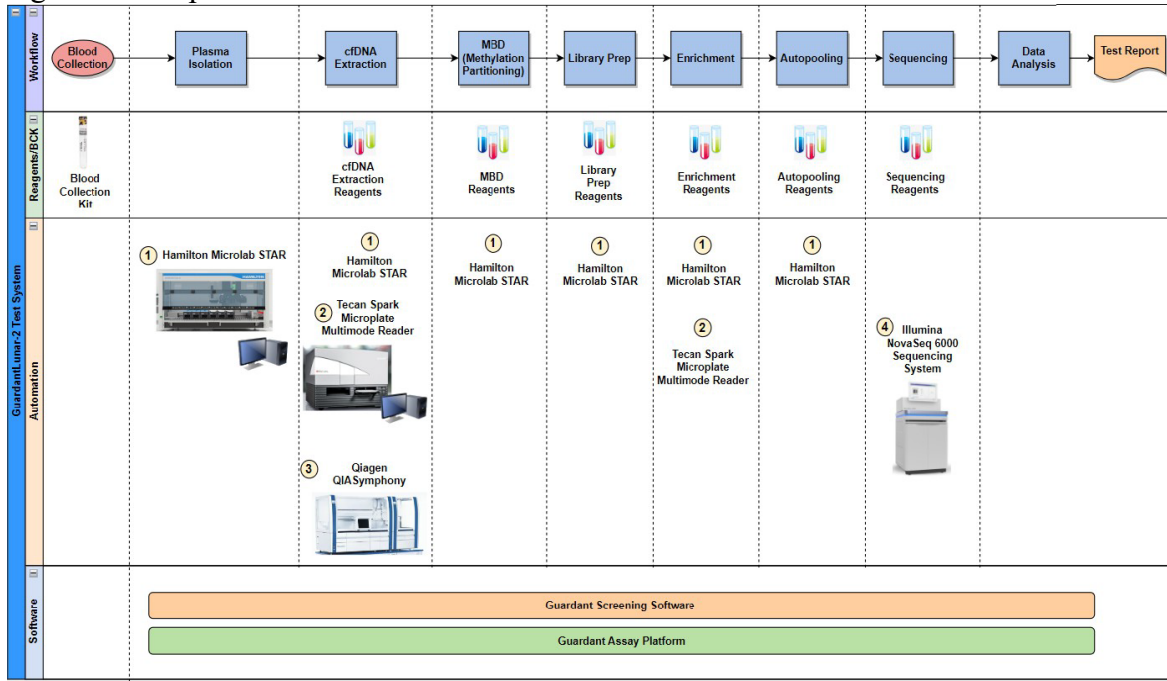 GuardantLunar-2 Test System
Workflow
Blood
Collection
Plasma
Isolation
cfDNA
Extraction
MBD
(Methylation
Partitioning)
Library Prep
Enrichment
Autopooling
Sequencing
Data
Analysis
Test Report
Reagents/BCK
Blood
Collection
Kit
cfDNA
Extraction
Reagents
MBD
Reagents
Library
Prep
Reagents
Enrichment
Reagents
Autopooling
Reagents
Sequencing
Reagents
Automation
1 Hamilton Microlab STAR
1
Hamilton
Microlab STAR
2
Tecan Spark
Microplate
Multimode Reader
3
Qiagen
QIASymphony
1
Hamilton
Microlab STAR
1
Hamilton
Microlab STAR
1
Hamilton
Microlab STAR
2
Tecan Spark
Microplate
Multimode Reader
1
Hamilton
Microlab STAR
4
Illumina
NovaSeq 6000
Sequencing
System
Software
Guardant Screening Software
Guardant Assay Platform